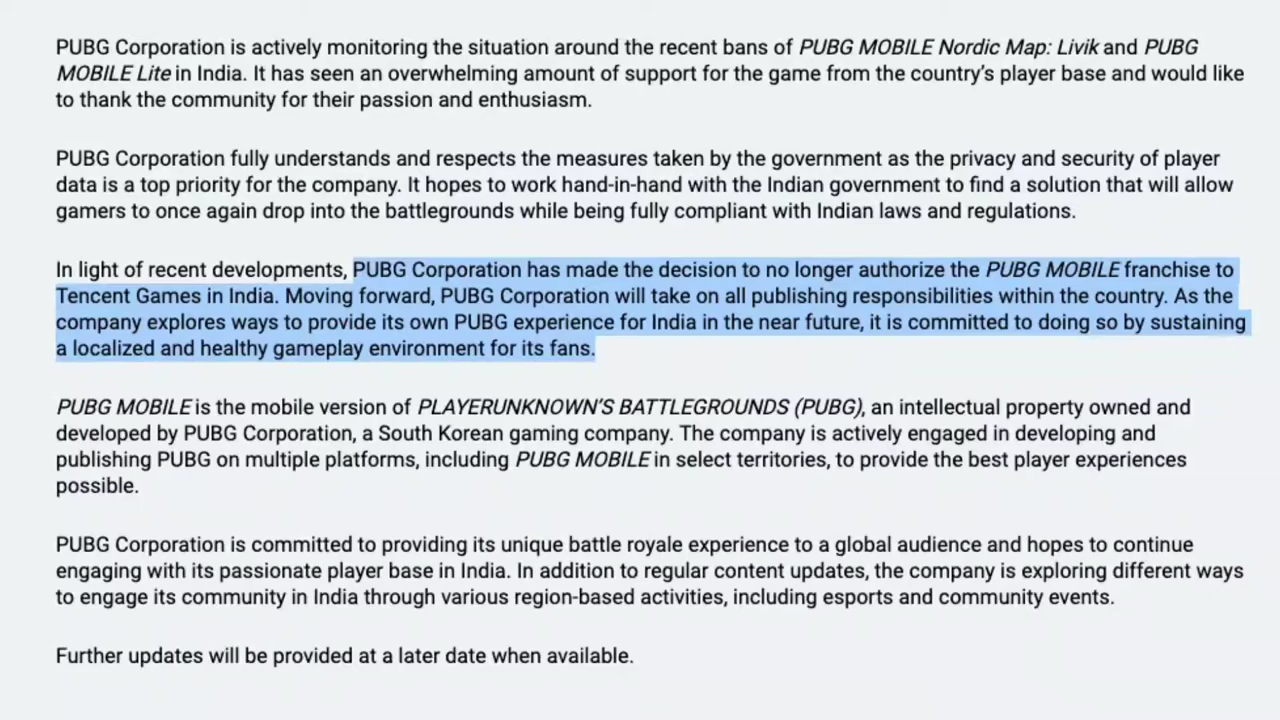 PUBG Corporation is actively monitoring the situation around the recent bans of PUBG MOBILE Nordic Map: Livik and PUBG
MOBILE Lite in India. It has seen an overwhelming amount of support for the game from the country's player base and would like
to thank the community for their passion and enthusiasm.
PUBG Corporation fully understands and respects the measures taken by the government as the privacy and security of player
data is a top priority for the company. It hopes to work hand-in-hand with the Indian government to find a solution that will allow
gamers to once again drop into the battlegrounds while being fully compliant with Indian laws and regulations.
In light of recent developments, PUBG Corporation has made the decision to no longer authorize the PUBG MOBILE franchise to
Tencent Games in India. Moving forward, PUBG Corporation will take on all publishing responsibilities within the country. As the
company explores ways to provide its own PUBG experience for India in the near future, it is committed to doing so by sustaining
a localized and healthy gameplay environment for its fans.
PUBG MOBILE is the mobile version of PLAYERUNKNOWN'S BATTLEGROUNDS (PUBG), an intellectual property owned and
developed by PUBG Corporation, a South Korean gaming company. The company is actively engaged in developing and
publishing PUBG on multiple platforms, including PUBG MOBILE in select territories, to provide the best player experiences
possible.
PUBG Corporation is committed to providing its unique battle royale experience to a global audience and hopes to continue
engaging with its passionate player base in India. In addition to regular content updates, the company is exploring different ways
to engage its community in India through various region-based activities, including esports and community events.
Further updates will be provided at a later date when available.